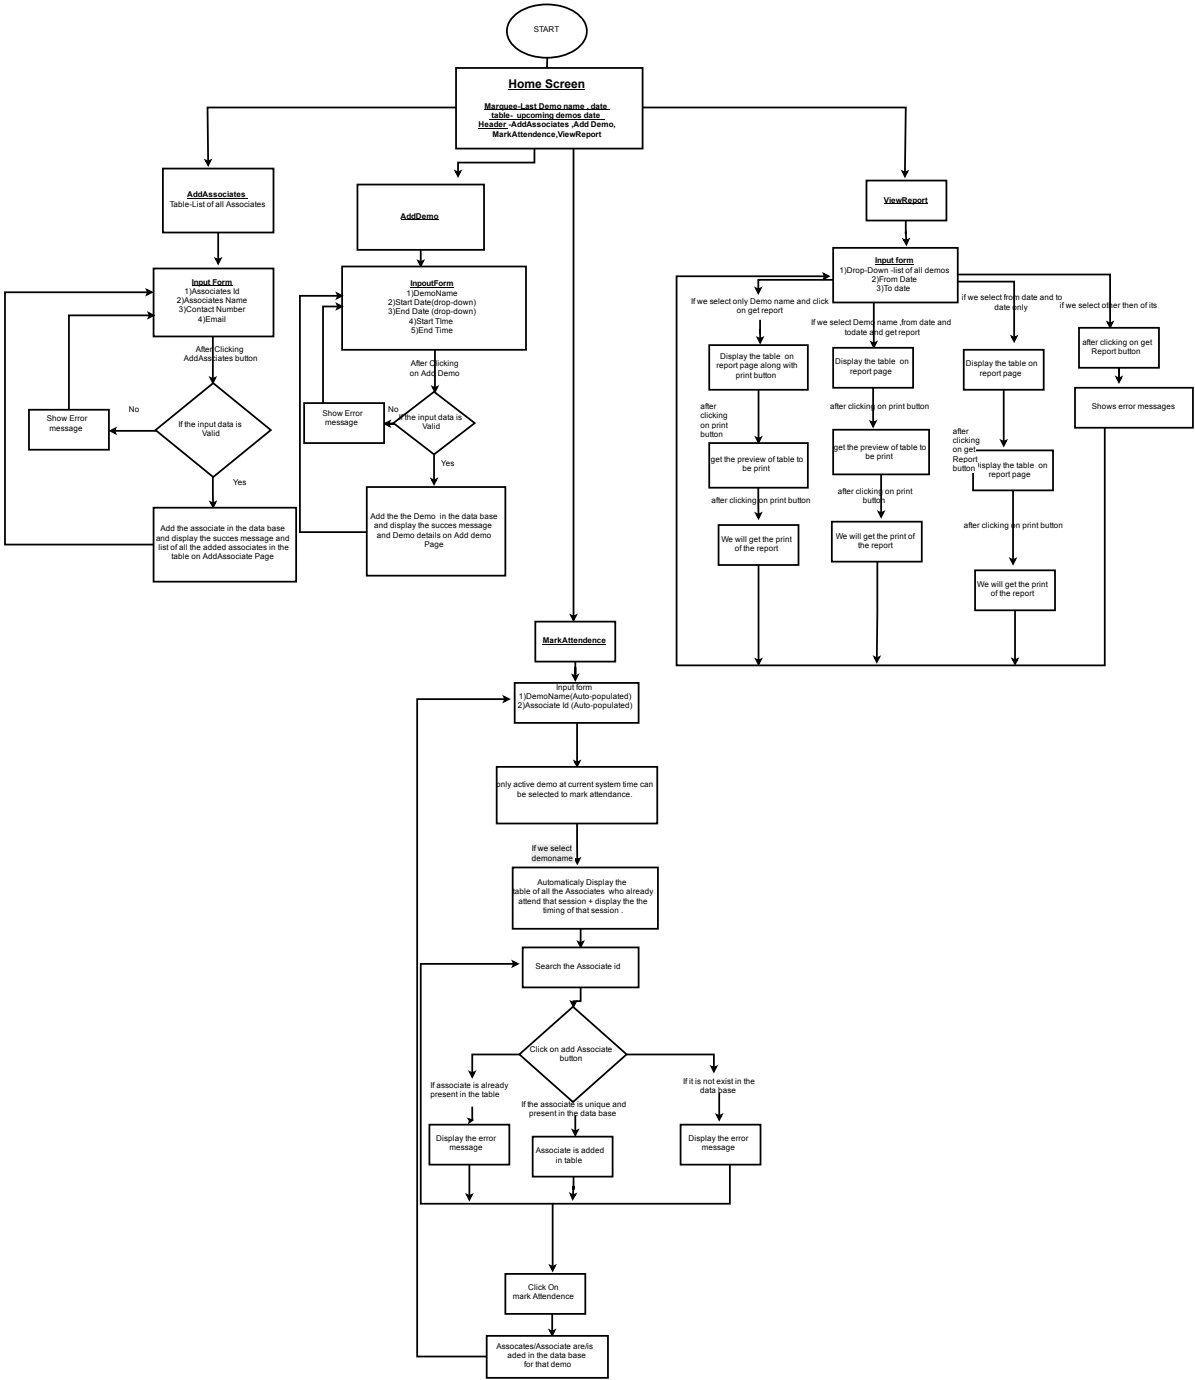 START
Home Screen
Marquee-Last Demo name , date
table- upcoming demos date
Header -AddAssociates ,Add Demo,
MarkAttendence,ViewReport
AddAssociates
Table-List of all Associates
Input Form
1)Associates Id
2)Associates Name
3)Contact Number
4)Email
After Clicking
AddAssciates button
If the input data is
Valid
No
Show Error
message
Yes
Add the associate in the data base
and display the succes message and
list of all the added associates in the
table on AddAssociate Page
AddDemo
InpoutForm
1)DemoName
2)Start Date(drop-down)
3)End Date (drop-down)
4)Start TIme
5)End Time
After Clicking
on Add Demo
If the input data is
Valid
No
Show Error
message
Yes
Add the the Demo in the data base
and display the succes message
and Demo details on Add demo
Page
ViewReport
Input form
1)Drop-Down -list of all demos
2)From Date
3)To date
If we select only Demo name and click
on get report
Display the table on
report page along with
print button
after
clicking
on print
button
get the preview of table to
be print
after clicking on print button
We will get the print
of the report
If we select Demo name ,from date and
todate and get report
Display the table on
report page
after clicking on print button
get the preview of table to
be print
after clicking on print
button
We will get the print of
the report
if we select from date and to
date only
Display the table on
report page
after
clicking
on get
Report
button
isplay the table on
report page
after clicking on print button
We will get the print
of the report
if we select other then of its
after clicking on get
Report button
Shows error messages
MarkAttendence
Input form
1)DemoName(Auto-populated)
2)Associate Id (Auto-populated)
only active demo at current system time can
be selected to mark attendance.
If we select
demoname
Automaticaly Display the
table of all the Associates who already
attend that session + display the the
timing of that session .
Search the Associate id
Click on add Associate
button
If associate is already
present in the table
Display the error
message
If the associate is unique and
present in the data base
Associate is added
in table
If it is not exist in the
data base
Display the error
message
Click On
mark Attendence
Assocates/Associate are/is
aded in the data base
for that demo